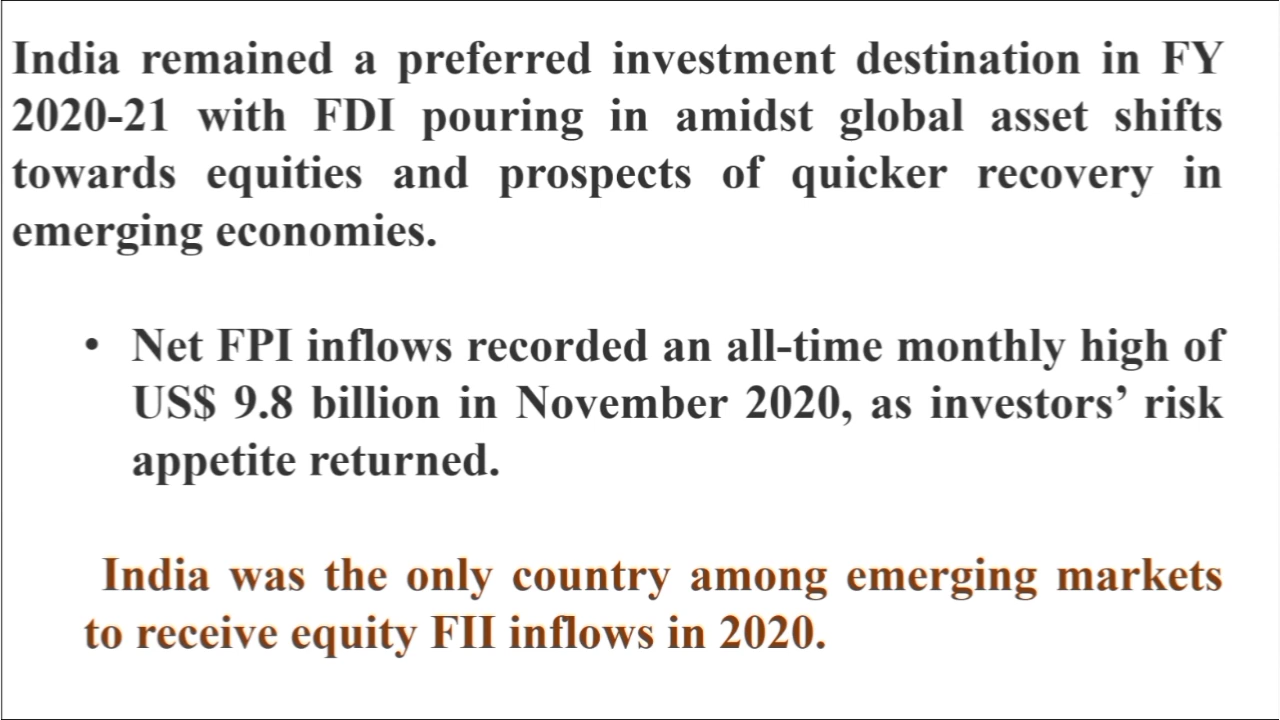 India remained a preferred investment destination in FY
2020-21 with FDI pouring in amidst global asset shifts
towards equities and prospects of quicker recovery in
emerging economies.
• Net FPI inflows recorded an all-time monthly high of
US$ 9.8 billion in November 2020, as investors’ risk
appetite returned.
India was the only country among emerging markets
to receive equity FII inflows in 2020.